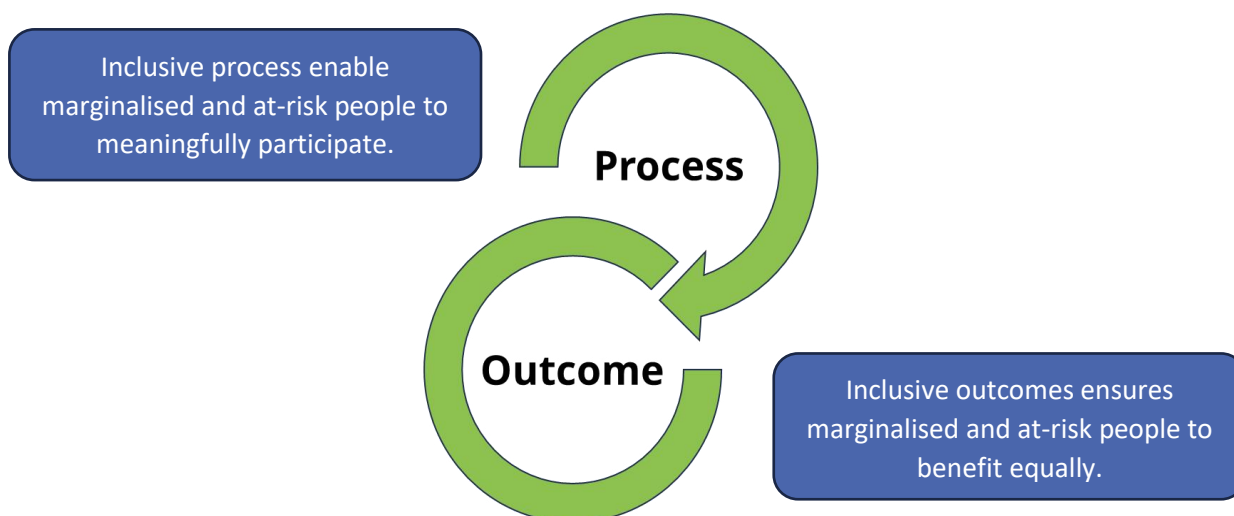 Inclusive process enable
marginalised and at-risk people to
meaningfully participate.
Process
Outcome
Inclusive outcomes ensures
marginalised and at-risk people to
benefit equally.